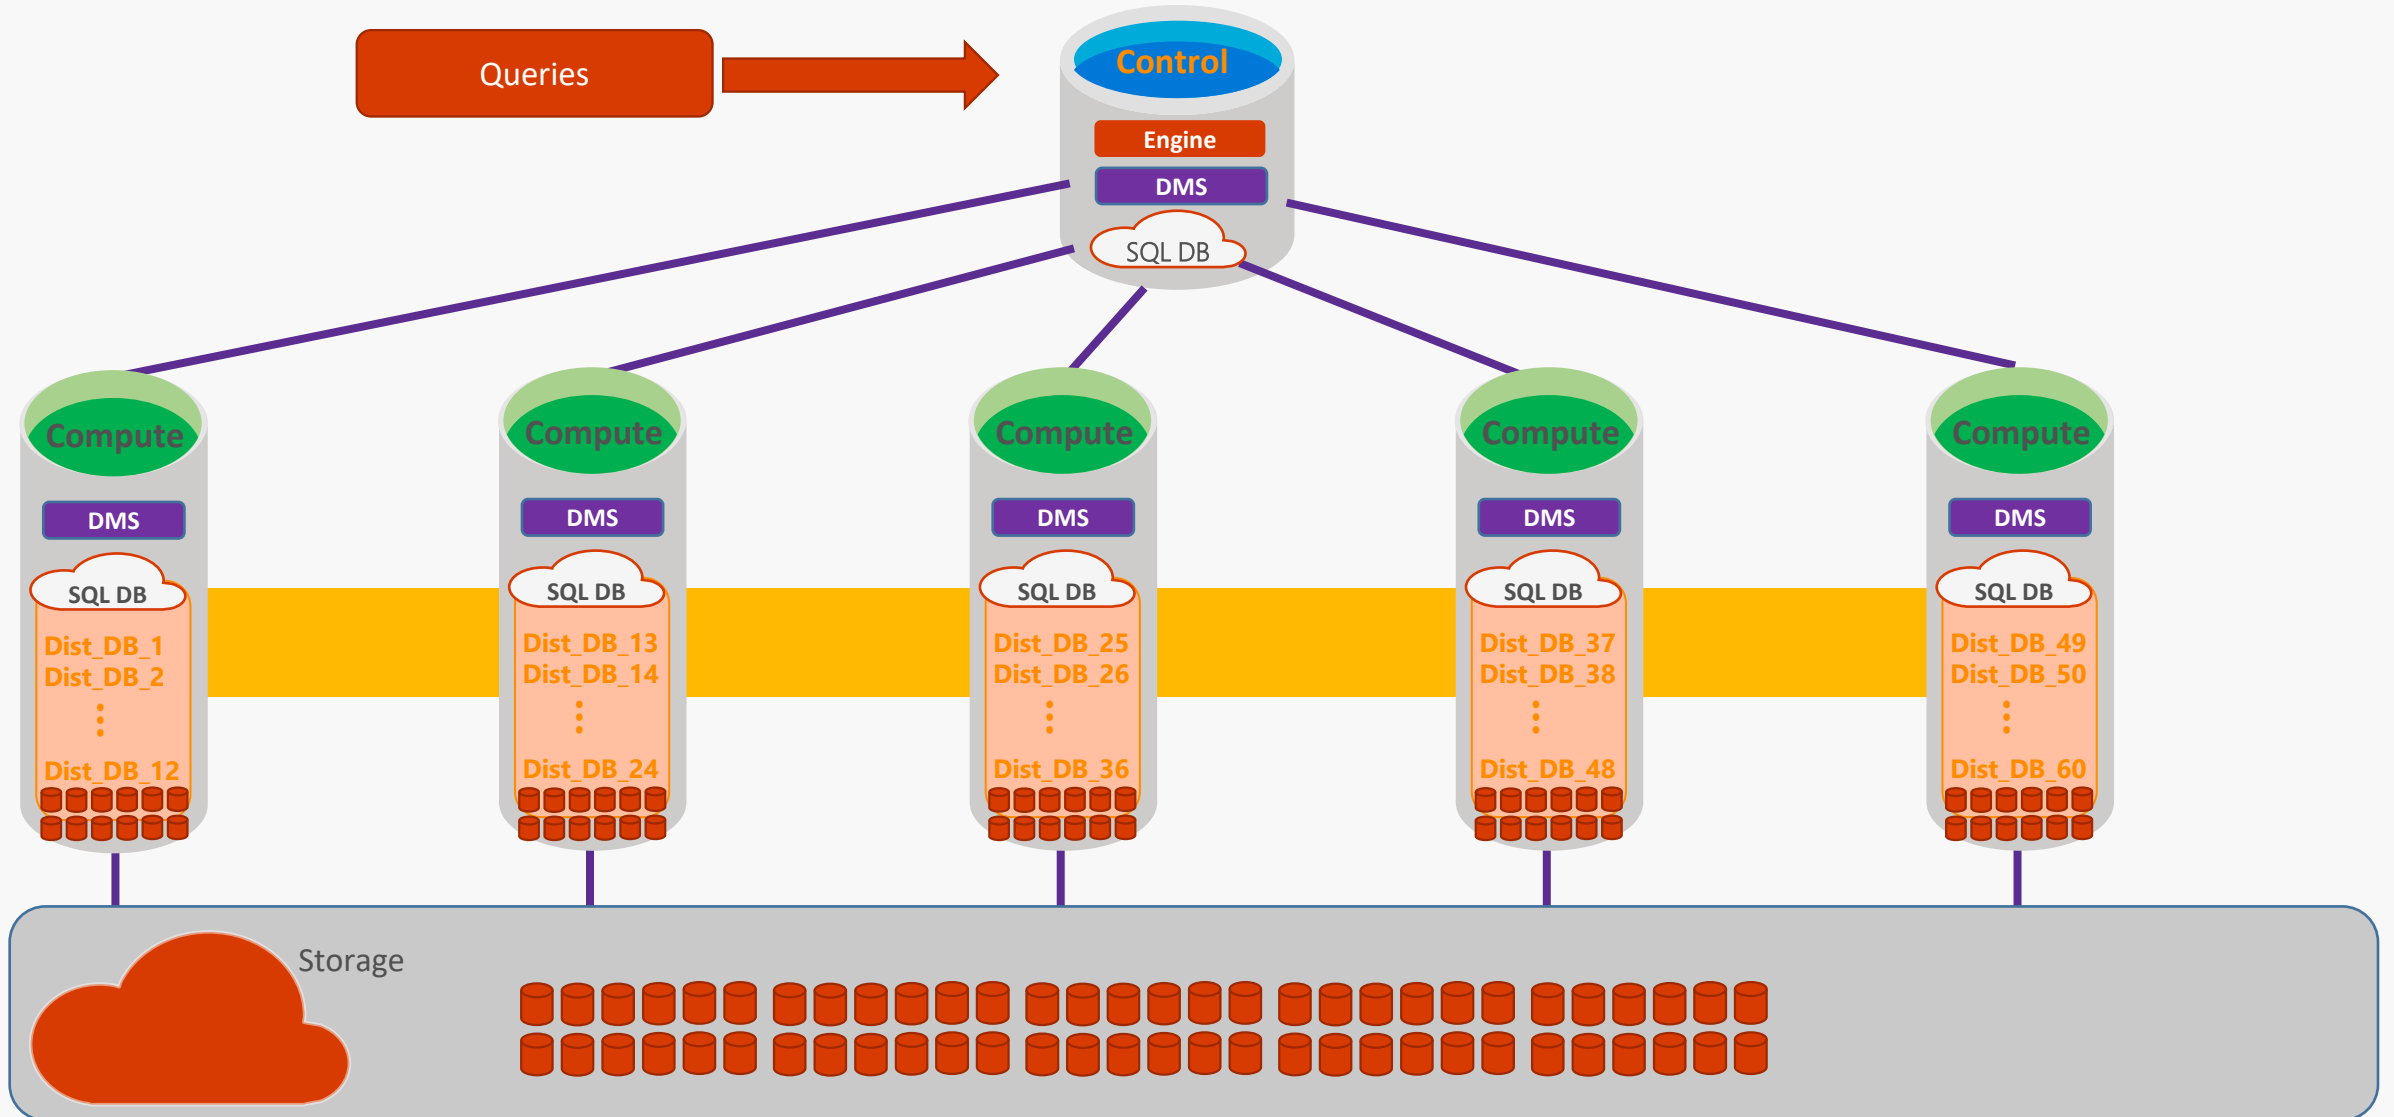 Queries
Control
Engine
DMS
SQL DB
Compute
DMS
SQL DB
Dist_DB_1
Dist_DB_2
Dist_DB_12
Compute
DMS
SQL DB
Dist_DB_13
Dist_DB_14
Dist_DB_24
Compute
DMS
SQL DB
Dist_DB_25
Dist_DB_26
Dist_DB_36
Compute
DMS
SQL DB
Dist_DB_37
Dist_DB_38
Dist_DB_48
Compute
DMS
SQL DB
Dist_DB_49
Dist_DB_50
Dist_DB_60
Storage